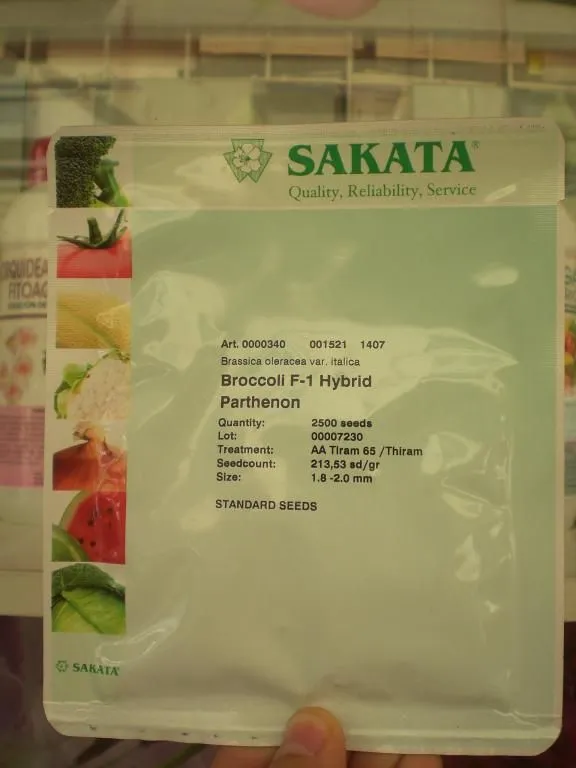 SAKATA®
Quality, Reliability, Service
Art. 0000340 001521 1407
Brassica oleracea var. italica
Broccoli F-1 Hybrid
Parthenon
Quantity: 2500 seeds
Lot: 00007230
Treatment: AA Tiram 65 /Thiram
Seedcount: 213,53 sd/gr
Size: 1.8 -2.0 mm
STANDARD SEEDS
SAKATA®